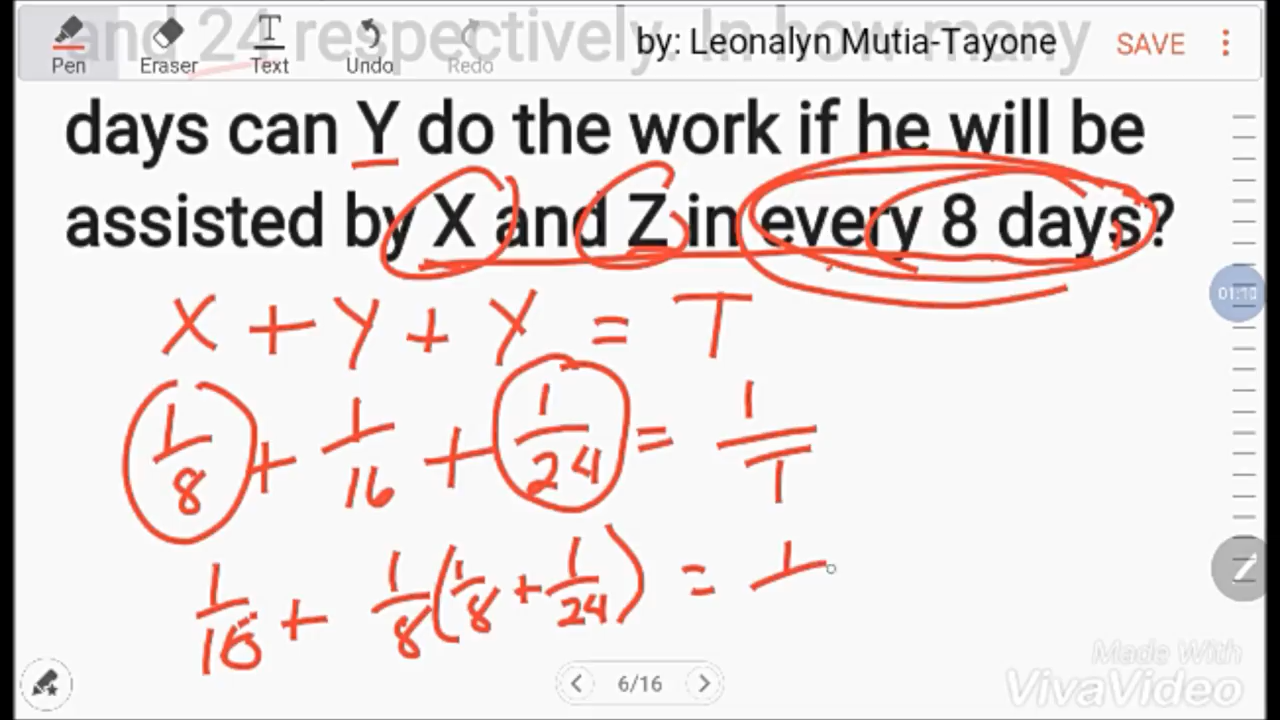 and 24 respectively. In how many
by: Leonalyn Mutia-Tayone
SAVE
Pen Eraser Text Undo Redo
days can Y do the work if he will be
assisted by X and Z in every 8 days?
01:10
X + Y + Y = T
1/8 + 1/16 + 1/24 = 1/T
1/16 + 1/8 (1/8 + 1/24) = 1
6/16
Made With
VivaVideo